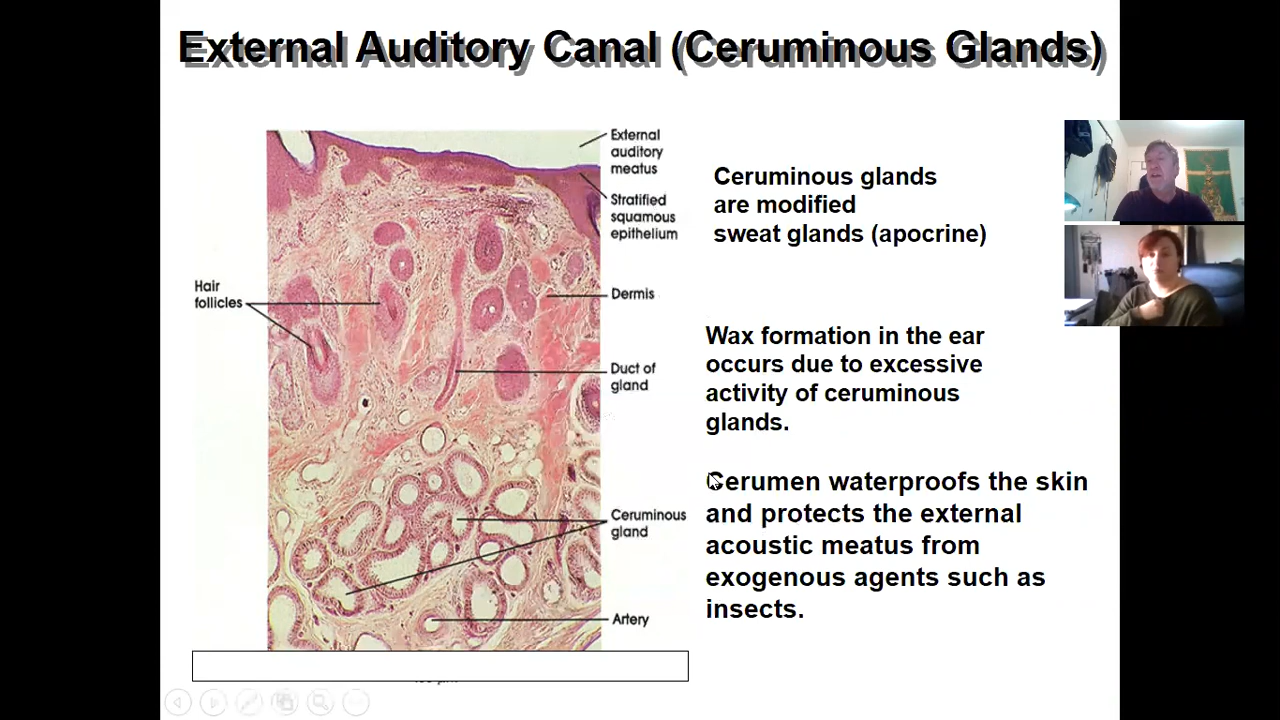 External Auditory Canal (Ceruminous Glands)
External
auditory
meatus
Stratified
squamous
epithelium
Hair
follicles
Dermis
Duct of
gland
Ceruminous
gland
Artery
Ceruminous glands
are modified
sweat glands (apocrine)
Wax formation in the ear
occurs due to excessive
activity of ceruminous
glands.
Cerumen waterproofs the skin
and protects the external
acoustic meatus from
exogenous agents such as
insects.